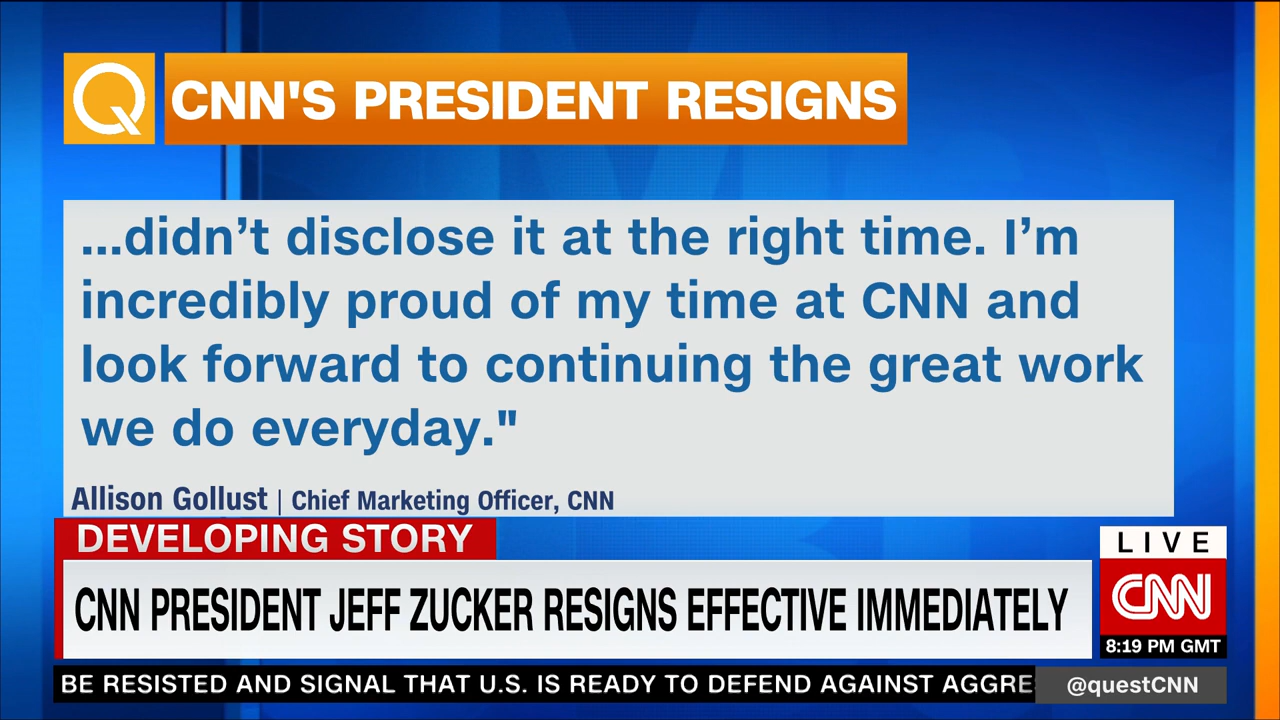 Q CNN'S PRESIDENT RESIGNS
...didn’t disclose it at the right time. I’m
incredibly proud of my time at CNN and
look forward to continuing the great work
we do everyday."
Allison Gollust | Chief Marketing Officer, CNN
DEVELOPING STORY
CNN PRESIDENT JEFF ZUCKER RESIGNS EFFECTIVE IMMEDIATELY
LIVE
CNN
8:19 PM GMT
BE RESISTED AND SIGNAL THAT U.S. IS READY TO DEFEND AGAINST AGGRE
@questCNN